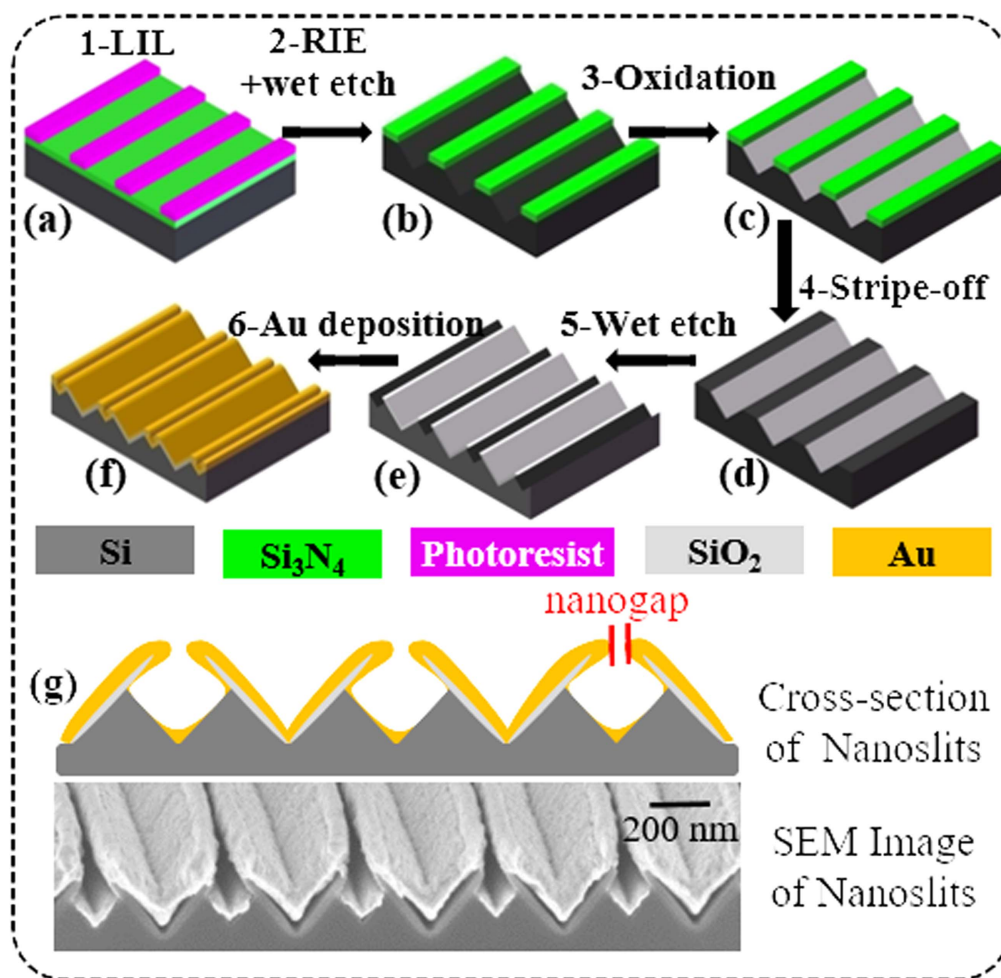 1-LIL
2-RIE
+wet etch
3-Oxidation
(a)
(b)
(c)
4-Stripe-off
6-Au deposition
5-Wet etch
(f)
(e)
(d)
Si
Si₃N₄
Photoresist
SiO₂
Au
nanogap
(g)
Cross-section
of Nanoslits
200 nm
SEM Image
of Nanoslits